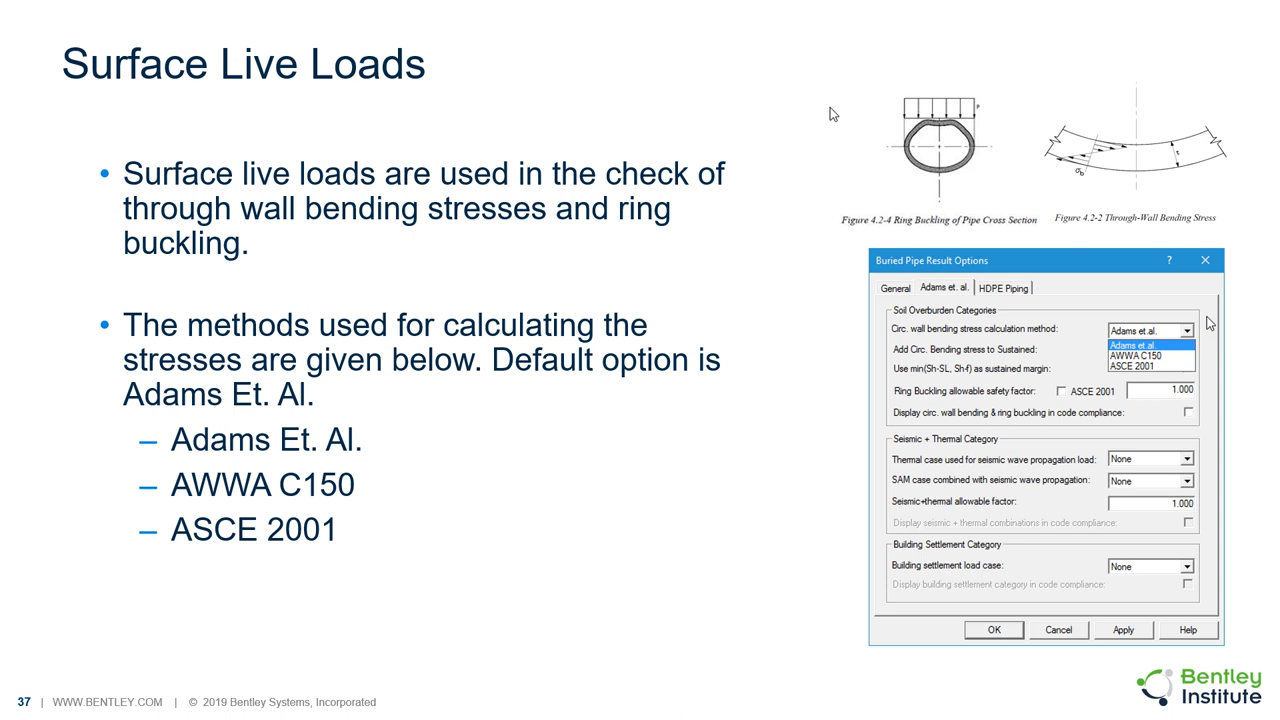 Surface Live Loads
• Surface live loads are used in the check of
through wall bending stresses and ring
buckling.
• The methods used for calculating the
stresses are given below. Default option is
Adams Et. Al.
– Adams Et. Al.
– AWWA C150
– ASCE 2001
P
t
σb
Figure 4.2-4 Ring Buckling of Pipe Cross Section
Figure 4.2-2 Through-Wall Bending Stress
Buried Pipe Result Options
?
General
Adams et. al.
HDPE Piping
Soil Overburden Categories
Circ. wall bending stress calculation method:
Adams et.al.
Adams et.al.
AWWA C150
ASCE 2001
Add Circ. Bending stress to Sustained:
Use min(Sh-SL, Sh-f) as sustained margin:
Ring Buckling allowable safety factor:
ASCE 2001
1.000
Display circ. wall bending & ring buckling in code compliance:
Seismic + Thermal Category
Thermal case used for seismic wave propagation load:
None
SAM case combined with seismic wave propagation:
None
Seismic+thermal allowable factor:
1.000
Display seismic + thermal combinations in code compliance:
Building Settlement Category
Building settlement load case:
None
Display building settlement category in code compliance:
OK
Cancel
Apply
Help
37 | WWW.BENTLEY.COM | © 2019 Bentley Systems, Incorporated
Bentley
Institute